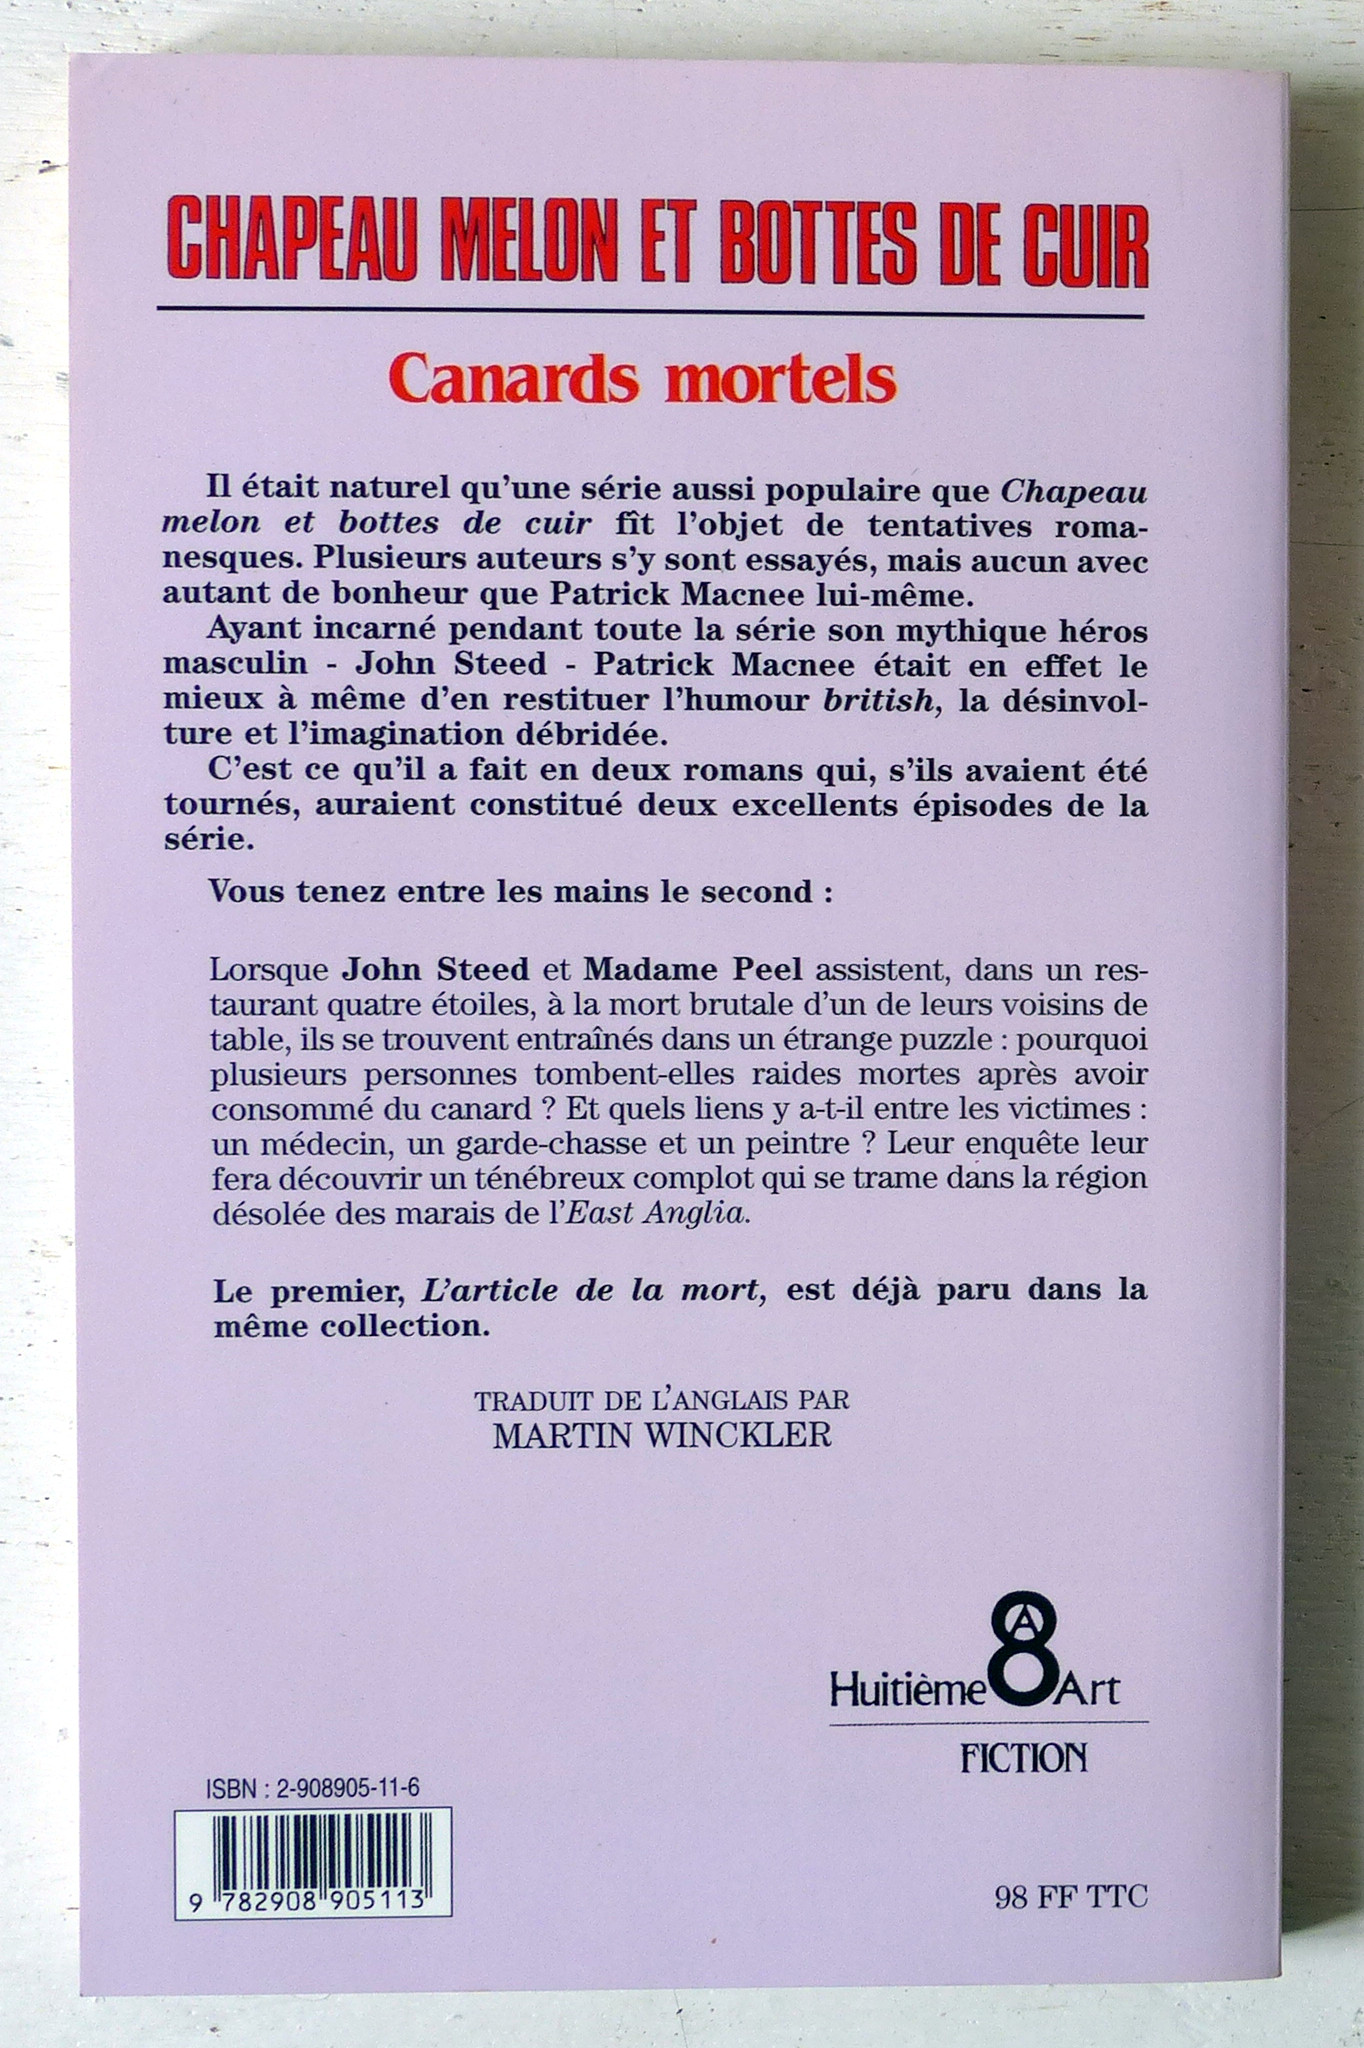 CHAPEAU MELON ET BOTTES DE CUIR
Canards mortels
Il était naturel qu'une série aussi populaire que Chapeau
melon et bottes de cuir fît l'objet de tentatives roma-
nesques. Plusieurs auteurs s'y sont essayés, mais aucun avec
autant de bonheur que Patrick Macnee lui-même.
Ayant incarné pendant toute la série son mythique héros
masculin - John Steed - Patrick Macnee était en effet le
mieux à même d'en restituer l'humour british, la désinvol-
ture et l'imagination débridée.
C'est ce qu'il a fait en deux romans qui, s'ils avaient été
tournés, auraient constitué deux excellents épisodes de la
série.
Vous tenez entre les mains le second :
Lorsque John Steed et Madame Peel assistent, dans un res-
taurant quatre étoiles, à la mort brutale d'un de leurs voisins de
table, ils se trouvent entraînés dans un étrange puzzle : pourquoi
plusieurs personnes tombent-elles raides mortes après avoir
consommé du canard ? Et quels liens y a-t-il entre les victimes :
un médecin, un garde-chasse et un peintre ? Leur enquête leur
fera découvrir un ténébreux complot qui se trame dans la région
désolée des marais de l'East Anglia.
Le premier, L'article de la mort, est déjà paru dans la
même collection.
TRADUIT DE L'ANGLAIS PAR
MARTIN WINCKLER
A
Huitième 8 Art
FICTION
ISBN : 2-908905-11-6
9 782908 905113
98 FF TTC